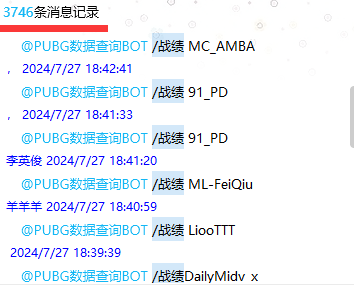 3746条消息记录
@PUBG数据查询BOT /战绩 MC_AMBA
， 2024/7/27 18:42:41
@PUBG数据查询BOT /战绩 91_PD
， 2024/7/27 18:41:33
@PUBG数据查询BOT /战绩 91_PD
李英俊 2024/7/27 18:41:20
@PUBG数据查询BOT /战绩 ML-FeiQiu
羊羊羊 2024/7/27 18:40:59
@PUBG数据查询BOT /战绩 LiooTTT
2024/7/27 18:39:39
@PUBG数据查询BOT /战绩DailyMidv_x